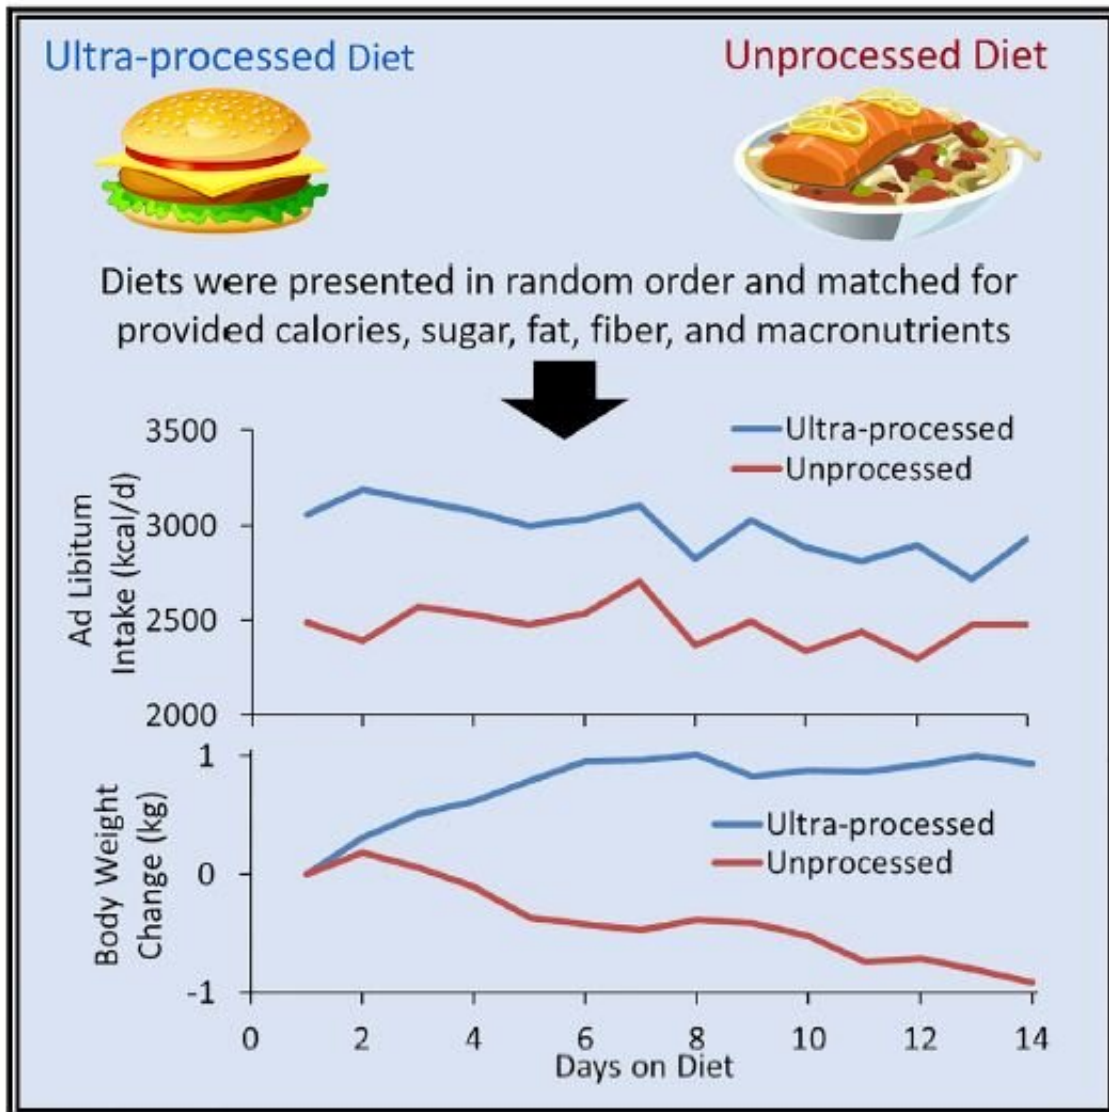 Ultra-processed Diet
Unprocessed Diet
Diets were presented in random order and matched for
provided calories, sugar, fat, fiber, and macronutrients
Ad Libitum
Intake (kcal/d)
3500
3000
2500
2000
Ultra-processed
Unprocessed
Body Weight
Change (kg)
1
0
-1
Ultra-processed
Unprocessed
0 2 4 6 8 10 12 14
Days on Diet